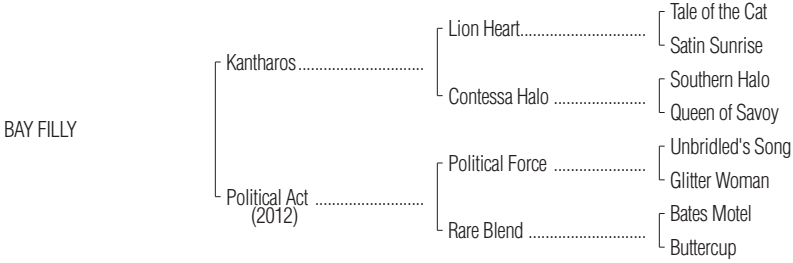 Tale of the Cat
Lion Heart..............................
Satin Sunrise
Kantharos..............................
Southern Halo
Contessa Halo ......................
Queen of Savoy
BAY FILLY
Unbridled's Song
Political Force ......................
Glitter Woman
Political Act ..........................
(2012)
Bates Motel
Rare Blend ............................
Buttercup